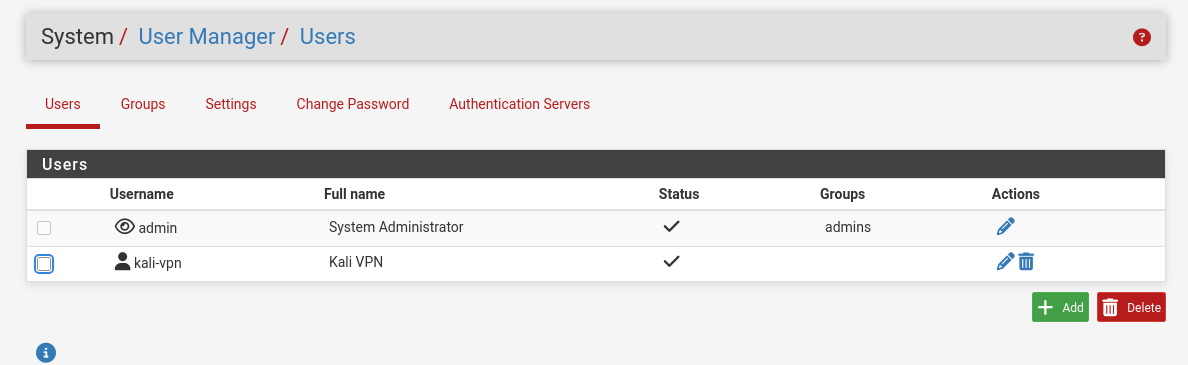 System / User Manager / Users
?
Users Groups Settings Change Password Authentication Servers
Users
Username Full name Status Groups Actions
admin System Administrator admins
kali-vpn Kali VPN
Add Delete
i